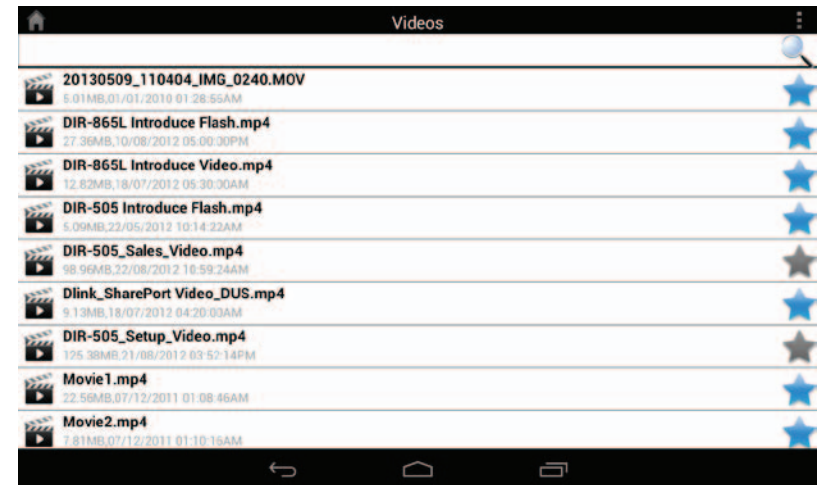 Videos
20130509_110404_IMG_0240.MOV
5.01MB,01/01/2010 01:28:55AM
DIR-865L Introduce Flash.mp4
27.36MB,10/08/2012 05:00:30PM
DIR-865L Introduce Video.mp4
12.82MB,18/07/2012 05:30:30AM
DIR-505 Introduce Flash.mp4
5.09MB,22/05/2012 10:14:22AM
DIR-505_Sales_Video.mp4
98.96MB,22/08/2012 10:59:24AM
Dlink_SharePort Video_DUS.mp4
9.13MB,18/07/2012 04:20:03AM
DIR-505_Setup_Video.mp4
125.38MB,21/08/2012 03:52:14PM
Movie1.mp4
22.56MB,07/12/2011 01:08:46AM
Movie2.mp4
7.81MB,07/12/2011 01:10:16AM